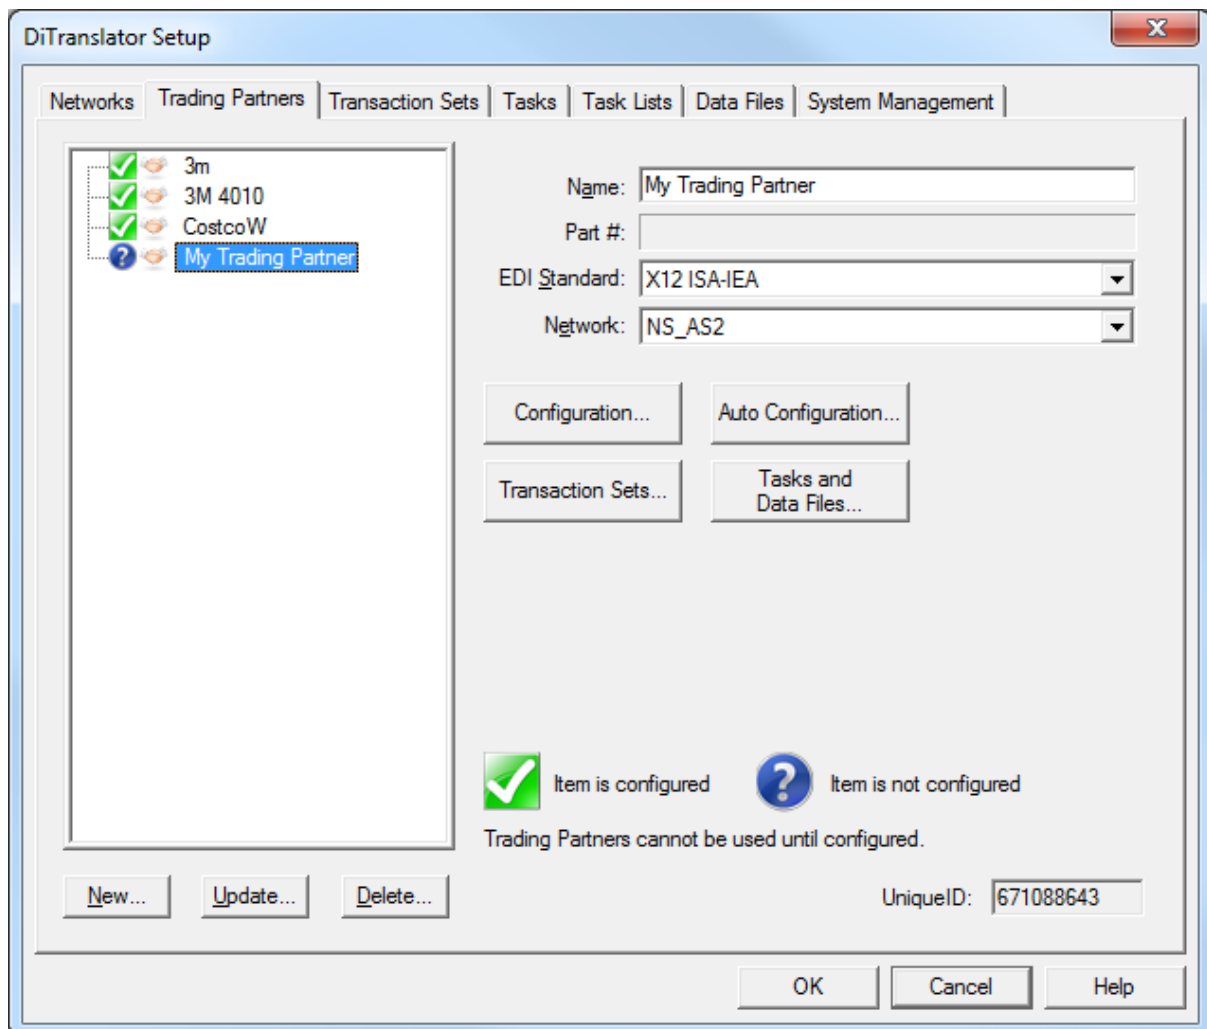 DiTranslator Setup
Networks Trading Partners Transaction Sets Tasks Task Lists Data Files System Management
3m
3M 4010
CostcoW
My Trading Partner
Name: My Trading Partner
Part #:
EDI Standard: X12 ISA-IEA
Network: NS_AS2
Configuration... Auto Configuration...
Transaction Sets... Tasks and
Data Files...
Item is configured Item is not configured
Trading Partners cannot be used until configured.
New... Update... Delete... UniqueID: 671088643
OK Cancel Help